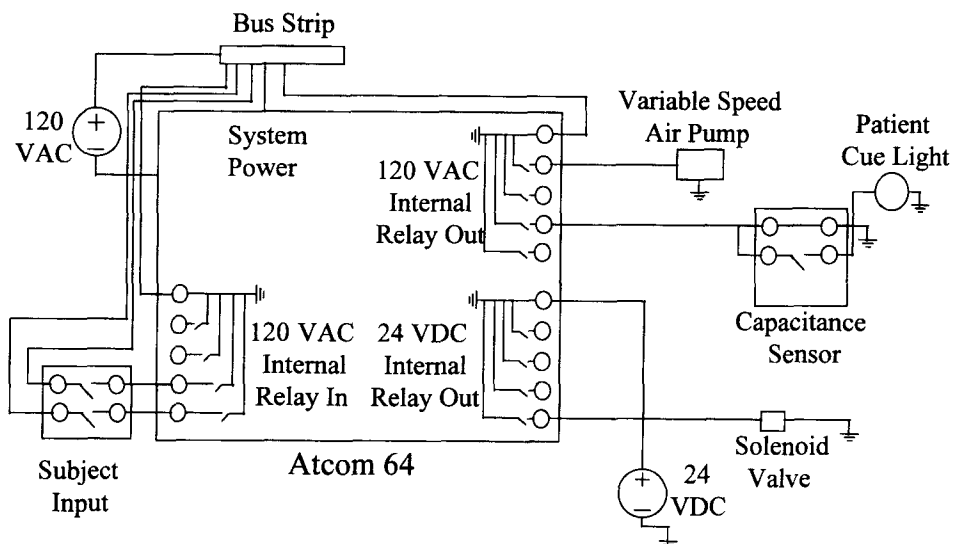 Bus Strip
120
VAC
+
−
System
Power
Variable Speed
Air Pump
Patient
Cue Light
120 VAC
Internal
Relay Out
Capacitance
Sensor
120 VAC
Internal
Relay In
24 VDC
Internal
Relay Out
Solenoid
Valve
Subject
Input
Atcom 64
+
−
24
VDC